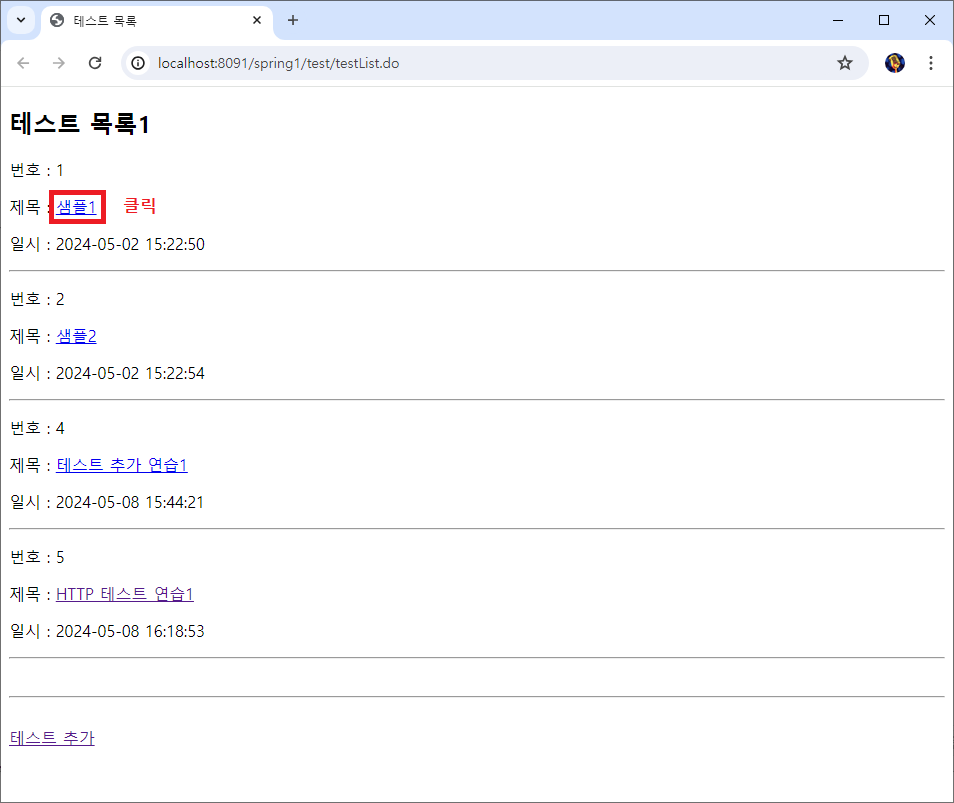 테스트 목록
localhost:8091/spring1/test/testList.do
테스트 목록1
번호 : 1
제목 : 샘플1 클릭
일시 : 2024-05-02 15:22:50
번호 : 2
제목 : 샘플2
일시 : 2024-05-02 15:22:54
번호 : 4
제목 : 테스트 추가 연습1
일시 : 2024-05-08 15:44:21
번호 : 5
제목 : HTTP 테스트 연습1
일시 : 2024-05-08 16:18:53
테스트 추가